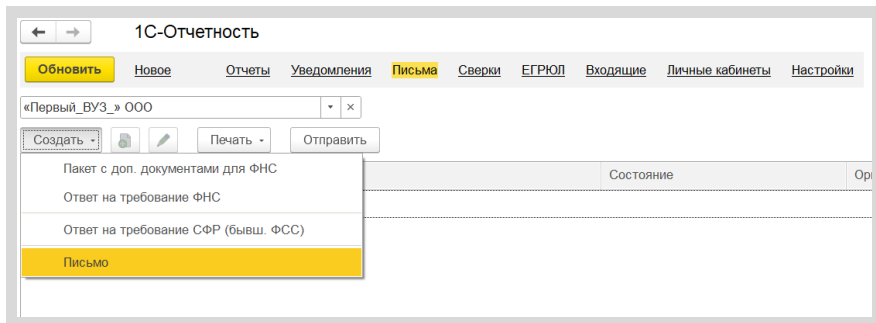 1С-Отчетность
Обновить Новое Отчеты Уведомления Письма Сверки ЕГРЮЛ Входящие Личные кабинеты Настройки
«Первый_ВУЗ_» ООО
Создать Печать Отправить
Пакет с доп. документами для ФНС
Состояние
Ответ на требование ФНС
Ответ на требование СФР (бывш. ФСС)
Письмо